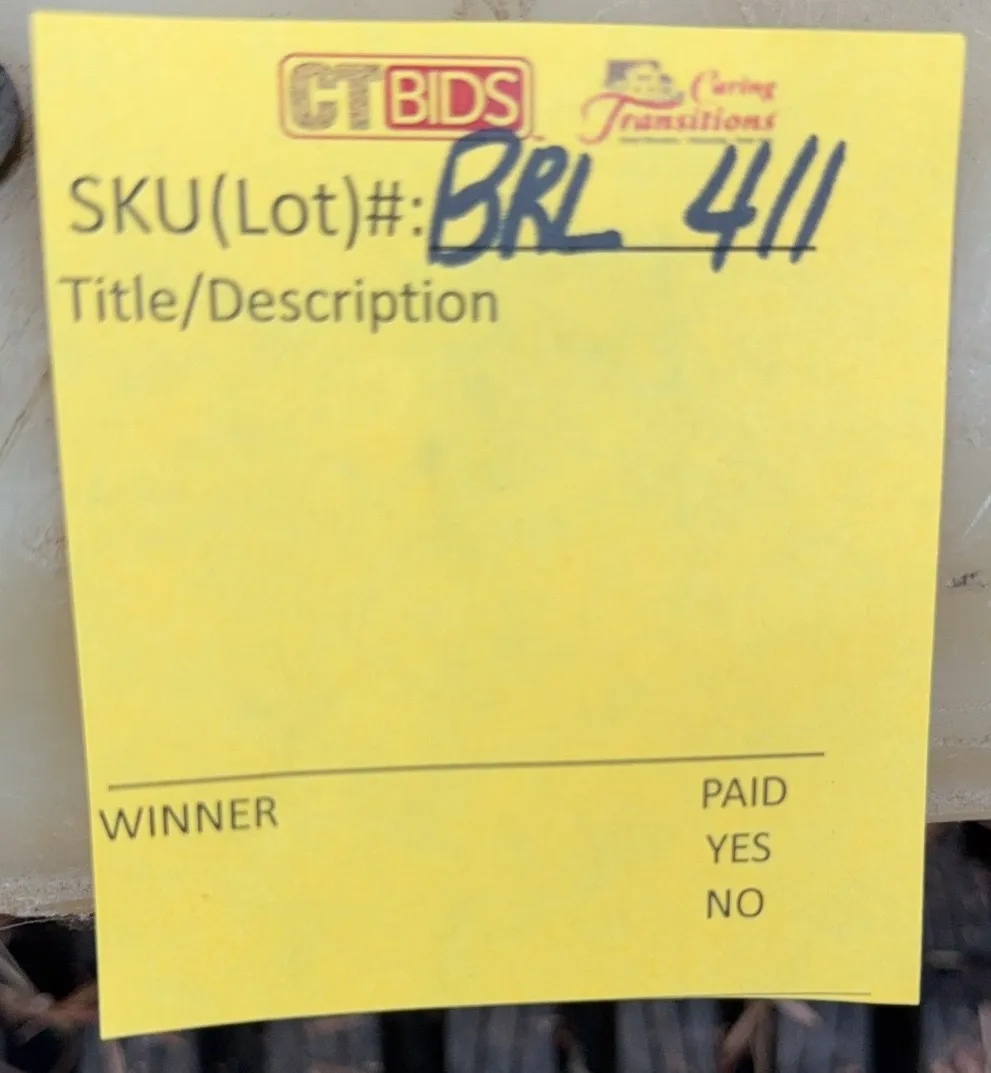 CTBIDS
Caring
Transitions
SKU(Lot)#: BRL 411
Title/Description
WINNER
PAID
YES
NO